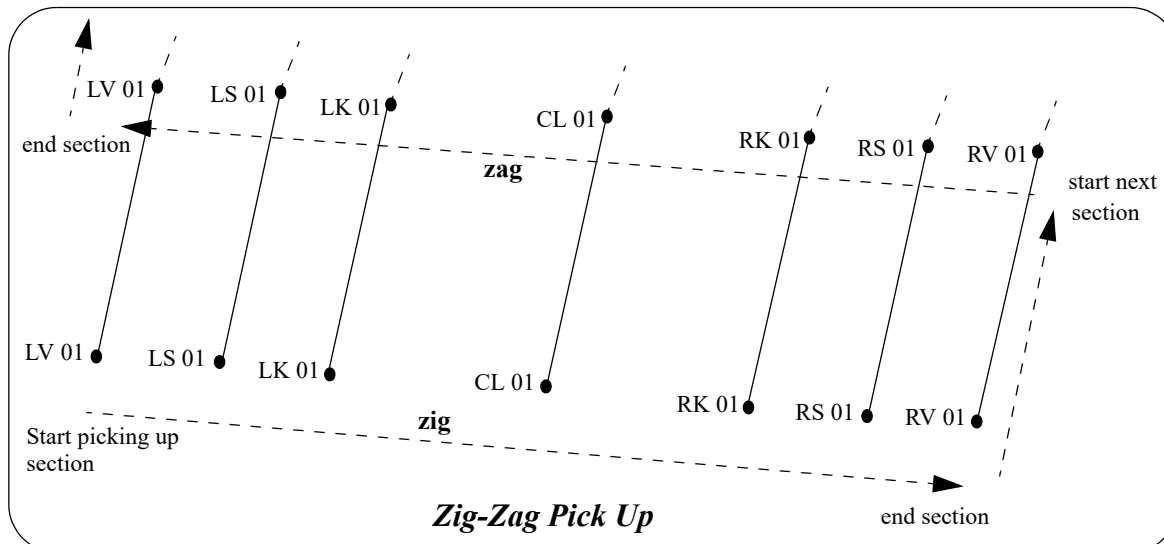 LV 01
LS 01
LK 01
CL 01
RK 01
RS 01
RV 01
end section
zag
start next
section
LV 01
LS 01
LK 01
CL 01
RK 01
RS 01
RV 01
zig
Start picking up
section
end section
Zig-Zag Pick Up